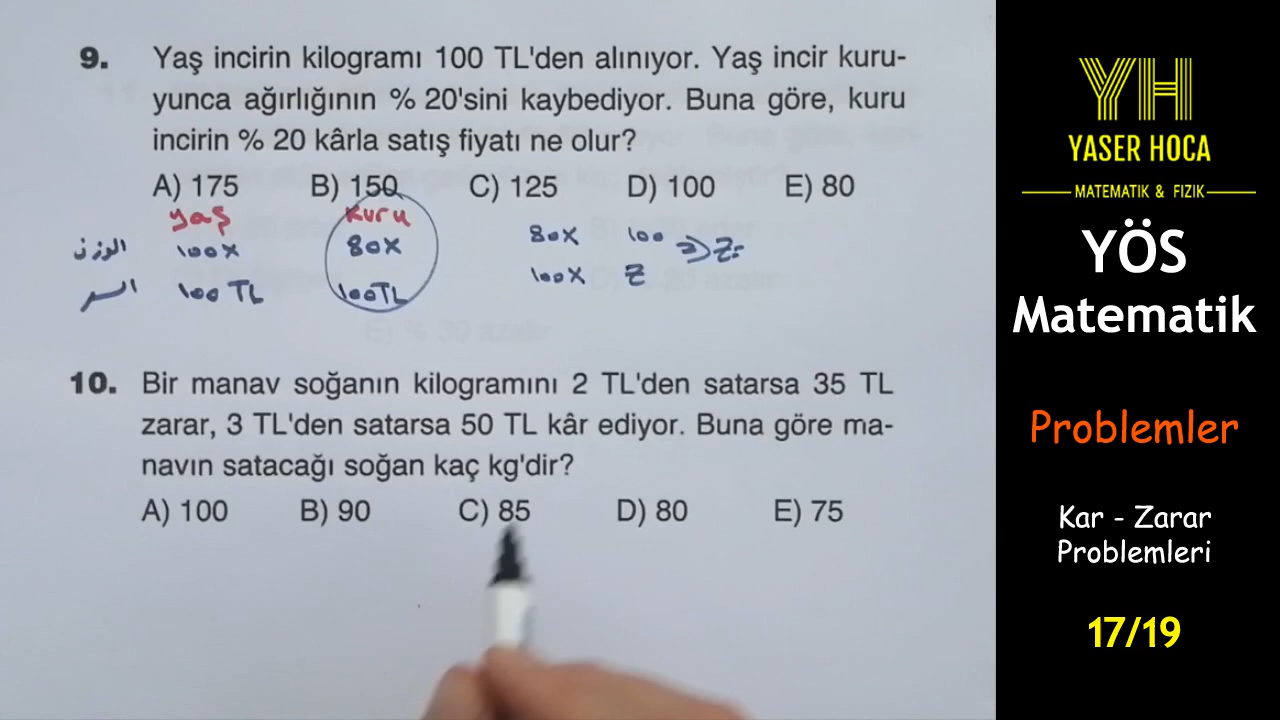 9. Yaş incirin kilogramı 100 TL'den alınıyor. Yaş incir kuru-
yunca ağırlığının % 20'sini kaybediyor. Buna göre, kuru
incirin % 20 kârla satış fiyatı ne olur?
A) 175 B) 150 C) 125 D) 100 E) 80
yaş kuru
الوزن 100X 80X
100 TL 100TL
80X 100 ⇒ Z=
100X Z
10. Bir manav soğanın kilogramını 2 TL'den satarsa 35 TL
zarar, 3 TL'den satarsa 50 TL kâr ediyor. Buna göre ma-
navın satacağı soğan kaç kg'dir?
A) 100 B) 90 C) 85 D) 80 E) 75
YH
YASER HOCA
MATEMATIK & FIZIK
YÖS
Matematik
Problemler
Kar - Zarar
Problemleri
17/19